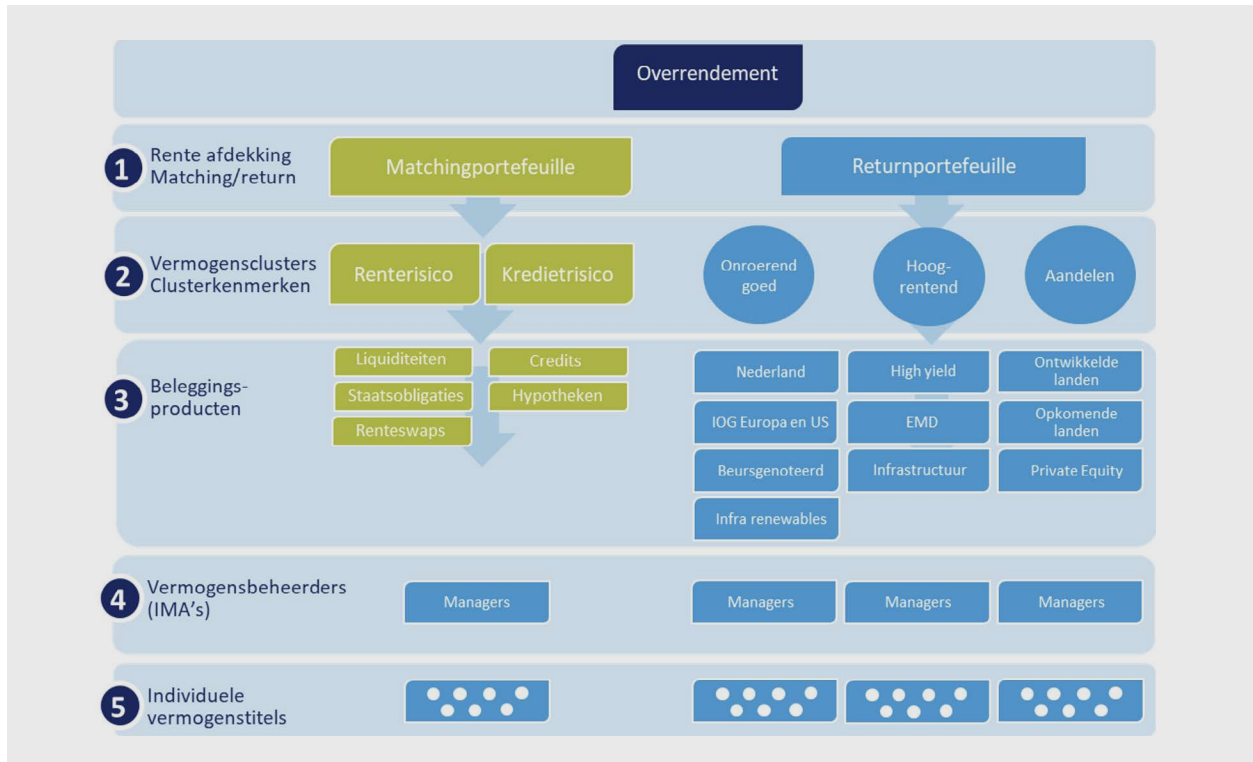 Overrendement
1
Rente afdekking
Matching/return
Matchingportefeuille
Returnportefeuille
2
Vermogensclusters
Clusterkenmerken
Renterisico
Kredietrisico
Onroerend
goed
Hoog-
rentend
Aandelen
3
Beleggings-
producten
Liquiditeiten
Credits
Staatsobligaties
Hypotheken
Renteswaps
Nederland
High yield
Ontwikkelde
landen
IOG Europa en US
EMD
Opkomende
landen
Beursgenoteerd
Infrastructuur
Private Equity
Infra renewables
4
Vermogensbeheerders
(IMA’s)
Managers
Managers
Managers
Managers
5
Individuele
vermogenstitels